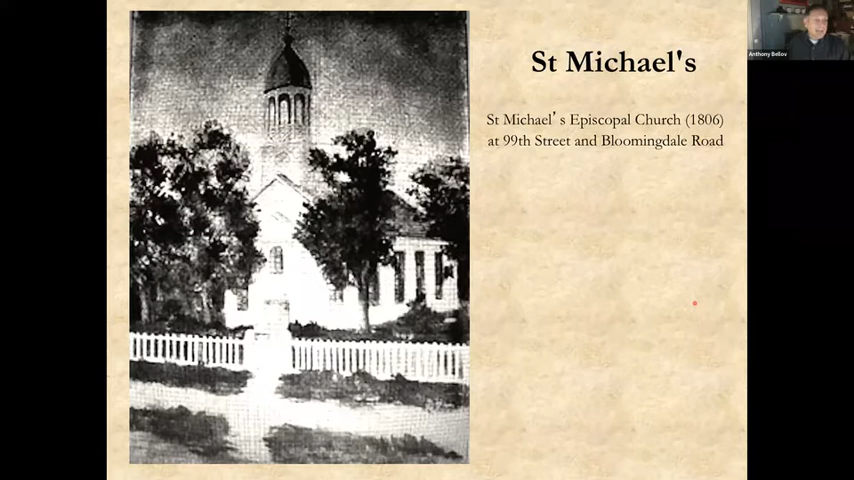 St Michael's
St Michael's Episcopal Church (1806)
at 99th Street and Bloomingdale Road
Anthony Bellov